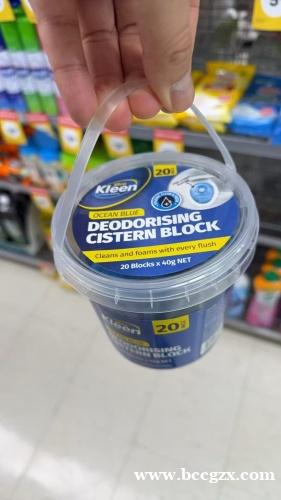 Kleen
20
OCEAN BLUE
DEODORISING
CISTERN BLOCK
Cleans and foams with every flush
20 Blocks x 40g NET
Kleen
20
DEODORISING
CISTERN BLOCK
www.bccgzx.com